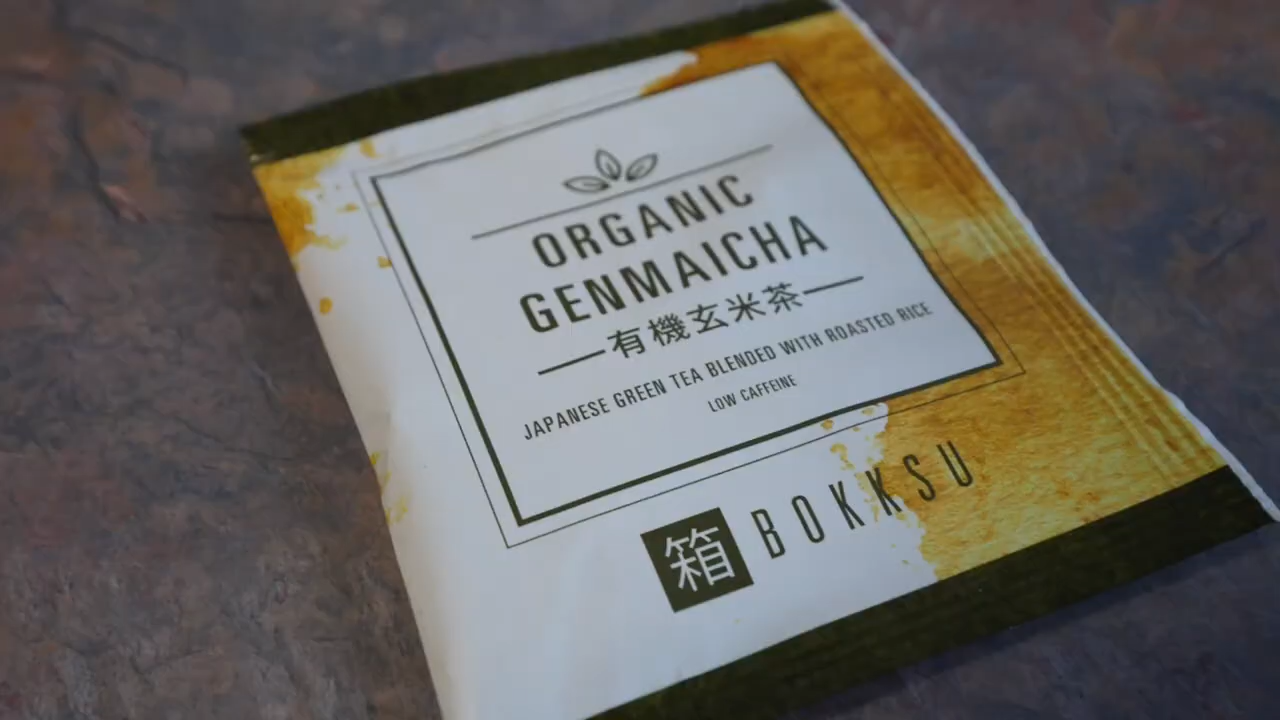 ORGANIC
GENMAICHA
有機玄米茶
JAPANESE GREEN TEA BLENDED WITH ROASTED RICE
LOW CAFFEINE
箱 BOKKSU